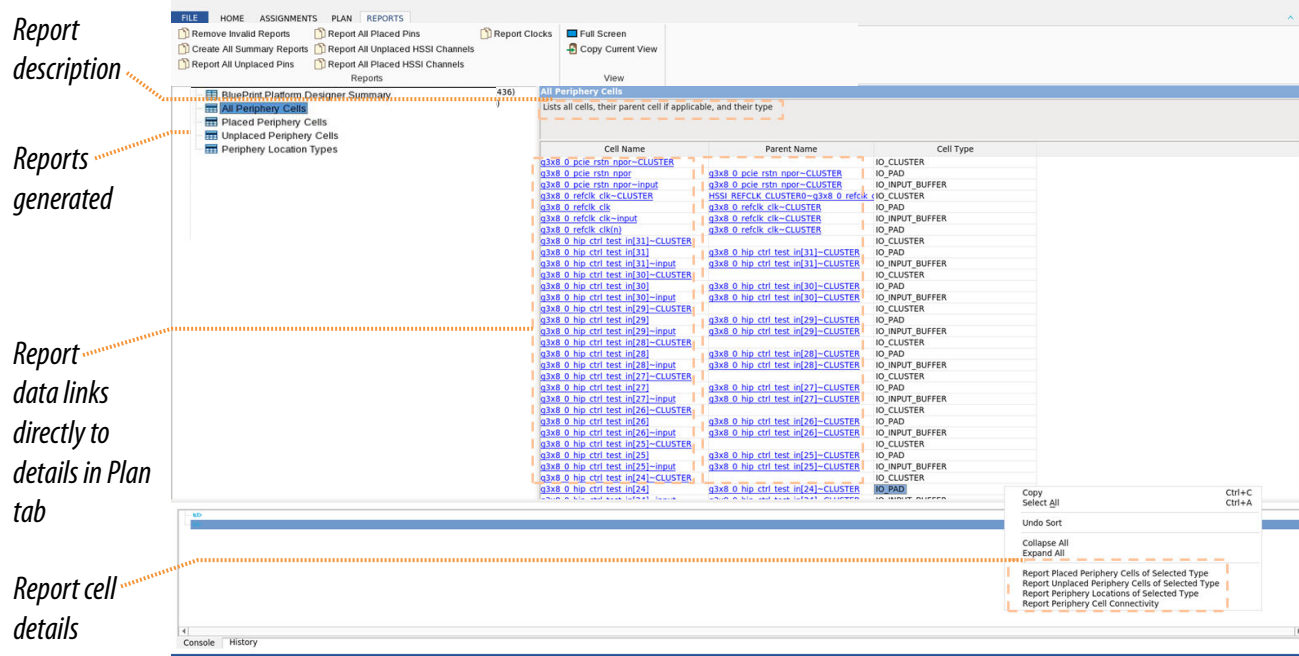 Report
description
Reports
generated
Report
data links
directly to
details in Plan
tab
Report cell
details
FILE HOME ASSIGNMENTS PLAN REPORTS
Remove Invalid Reports Report All Placed Pins Report Clocks Full Screen
Create All Summary Reports Report All Unplaced HSSI Channels Copy Current View
Report All Unplaced Pins Report All Placed HSSI Channels
Reports View
BluePrint Platform Designer Summary 436)
All Periphery Cells )
Placed Periphery Cells
Unplaced Periphery Cells
Periphery Location Types
All Periphery Cells
Lists all cells, their parent cell if applicable, and their type
Cell Name Parent Name Cell Type
g3x8_0_pcie_rstn_npor~CLUSTER IO_CLUSTER
g3x8_0_pcie_rstn_npor g3x8_0_pcie_rstn_npor~CLUSTER IO_PAD
g3x8_0_pcie_rstn_npor~input g3x8_0_pcie_rstn_npor~CLUSTER IO_INPUT_BUFFER
g3x8_0_refclk_clk~CLUSTER HSSI_REFCLK_CLUSTER0~g3x8_0_refclk_c IO_CLUSTER
g3x8_0_refclk_clk g3x8_0_refclk_clk~CLUSTER IO_PAD
g3x8_0_refclk_clk~input g3x8_0_refclk_clk~CLUSTER IO_INPUT_BUFFER
g3x8_0_refclk_clk(n) g3x8_0_refclk_clk~CLUSTER IO_PAD
g3x8_0_hip_ctrl_test_in[31]~CLUSTER IO_CLUSTER
g3x8_0_hip_ctrl_test_in[31] g3x8_0_hip_ctrl_test_in[31]~CLUSTER IO_PAD
g3x8_0_hip_ctrl_test_in[31]~input g3x8_0_hip_ctrl_test_in[31]~CLUSTER IO_INPUT_BUFFER
g3x8_0_hip_ctrl_test_in[30]~CLUSTER IO_CLUSTER
g3x8_0_hip_ctrl_test_in[30] g3x8_0_hip_ctrl_test_in[30]~CLUSTER IO_PAD
g3x8_0_hip_ctrl_test_in[30]~input g3x8_0_hip_ctrl_test_in[30]~CLUSTER IO_INPUT_BUFFER
g3x8_0_hip_ctrl_test_in[29]~CLUSTER IO_CLUSTER
g3x8_0_hip_ctrl_test_in[29] g3x8_0_hip_ctrl_test_in[29]~CLUSTER IO_PAD
g3x8_0_hip_ctrl_test_in[29]~input g3x8_0_hip_ctrl_test_in[29]~CLUSTER IO_INPUT_BUFFER
g3x8_0_hip_ctrl_test_in[28]~CLUSTER IO_CLUSTER
g3x8_0_hip_ctrl_test_in[28] g3x8_0_hip_ctrl_test_in[28]~CLUSTER IO_PAD
g3x8_0_hip_ctrl_test_in[28]~input g3x8_0_hip_ctrl_test_in[28]~CLUSTER IO_INPUT_BUFFER
g3x8_0_hip_ctrl_test_in[27]~CLUSTER IO_CLUSTER
g3x8_0_hip_ctrl_test_in[27] g3x8_0_hip_ctrl_test_in[27]~CLUSTER IO_PAD
g3x8_0_hip_ctrl_test_in[27]~input g3x8_0_hip_ctrl_test_in[27]~CLUSTER IO_INPUT_BUFFER
g3x8_0_hip_ctrl_test_in[26]~CLUSTER IO_CLUSTER
g3x8_0_hip_ctrl_test_in[26] g3x8_0_hip_ctrl_test_in[26]~CLUSTER IO_PAD
g3x8_0_hip_ctrl_test_in[26]~input g3x8_0_hip_ctrl_test_in[26]~CLUSTER IO_INPUT_BUFFER
g3x8_0_hip_ctrl_test_in[25]~CLUSTER IO_CLUSTER
g3x8_0_hip_ctrl_test_in[25] g3x8_0_hip_ctrl_test_in[25]~CLUSTER IO_PAD
g3x8_0_hip_ctrl_test_in[25]~input g3x8_0_hip_ctrl_test_in[25]~CLUSTER IO_INPUT_BUFFER
g3x8_0_hip_ctrl_test_in[24]~CLUSTER IO_CLUSTER
g3x8_0_hip_ctrl_test_in[24] g3x8_0_hip_ctrl_test_in[24]~CLUSTER IO_PAD
Copy Ctrl+C
Select All Ctrl+A
Undo Sort
Collapse All
Expand All
Report Placed Periphery Cells of Selected Type
Report Unplaced Periphery Cells of Selected Type
Report Periphery Locations of Selected Type
Report Periphery Cell Connectivity
Console History